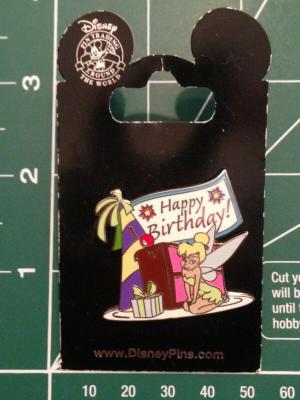 Disney
PIN TRADING
AROUND
THE WORLD
Happy
Birthday!
www.DisneyPins.com
3
2
1
Cut yo
will b
until
hobby
10 20 30 40 50 60